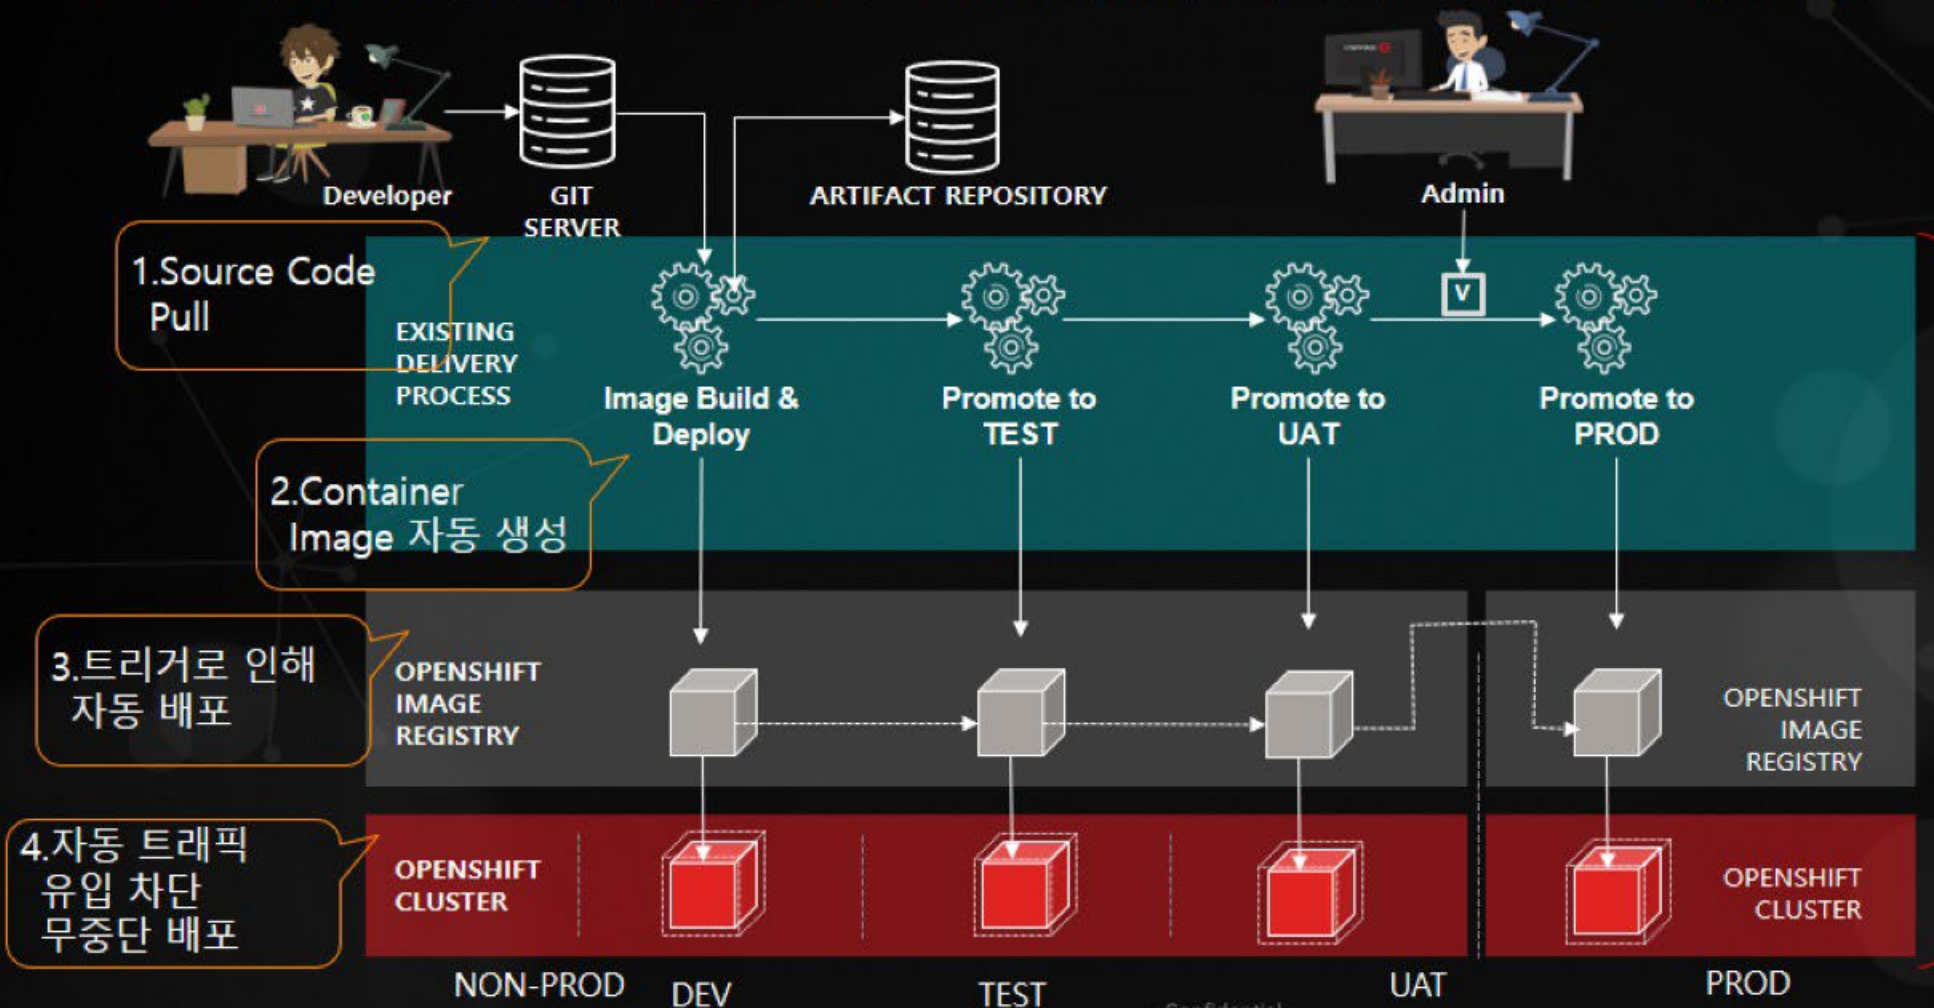 Developer
GIT
SERVER
ARTIFACT REPOSITORY
Admin
1.Source Code
Pull
EXISTING
DELIVERY
PROCESS
V
Image Build &
Deploy
Promote to
TEST
Promote to
UAT
Promote to
PROD
2.Container
Image 자동 생성
3.트리거로 인해
자동 배포
OPENSHIFT
IMAGE
REGISTRY
OPENSHIFT
IMAGE
REGISTRY
4.자동 트래픽
유입 차단
무중단 배포
OPENSHIFT
CLUSTER
OPENSHIFT
CLUSTER
NON-PROD
DEV
TEST
UAT
PROD